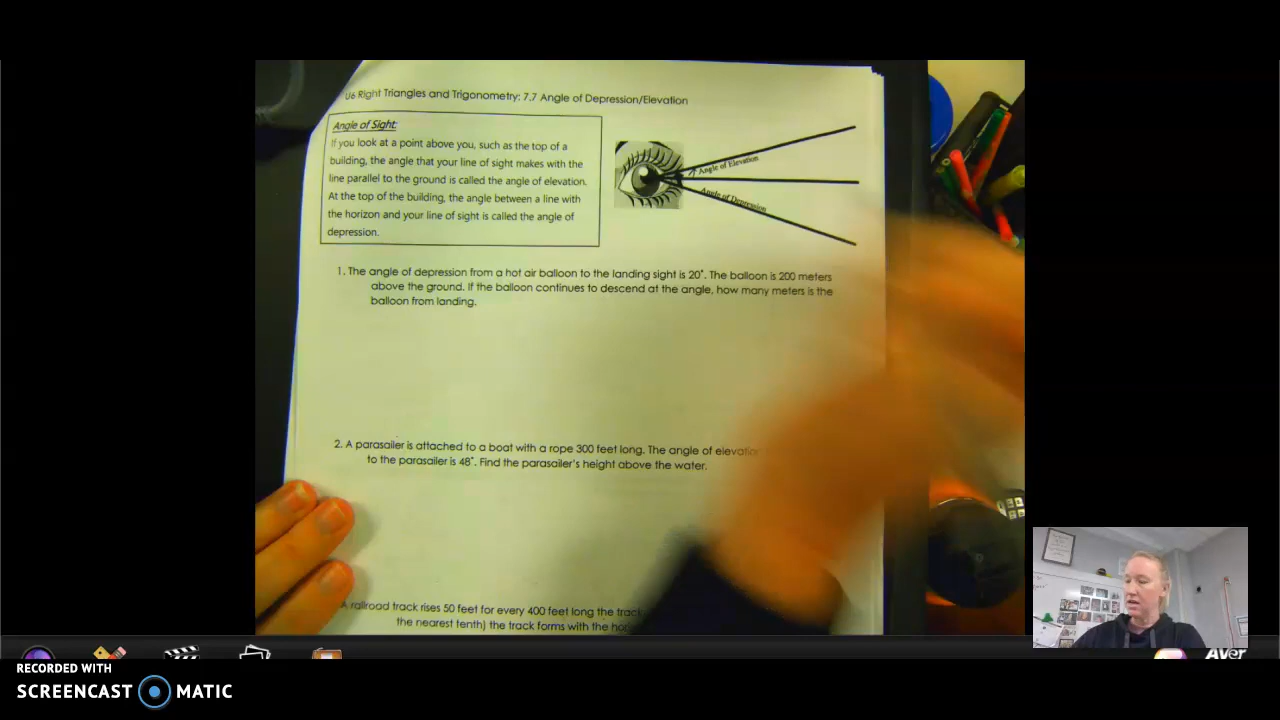 U6 Right Triangles and Trigonometry: 7.7 Angle of Depression/Elevation
Angle of Sight:
If you look at a point above you, such as the top of a
building, the angle that your line of sight makes with the
line parallel to the ground is called the angle of elevation.
At the top of the building, the angle between a line with
the horizon and your line of sight is called the angle of
depression.
Angle of Elevation
Angle of Depression
1. The angle of depression from a hot air balloon to the landing sight is 20°. The balloon is 200 meters
above the ground. If the balloon continues to descend at the angle, how many meters is the
balloon from landing.
2. A parasailer is attached to a boat with a rope 300 feet long. The angle of
to the parasailer is 48°. Find the parasailer's height above the water.
A railroad track rises 50 feet for every 400 feet long the track
the nearest tenth) the track forms with the
RECORDED WITH
SCREENCAST MATIC
AVer